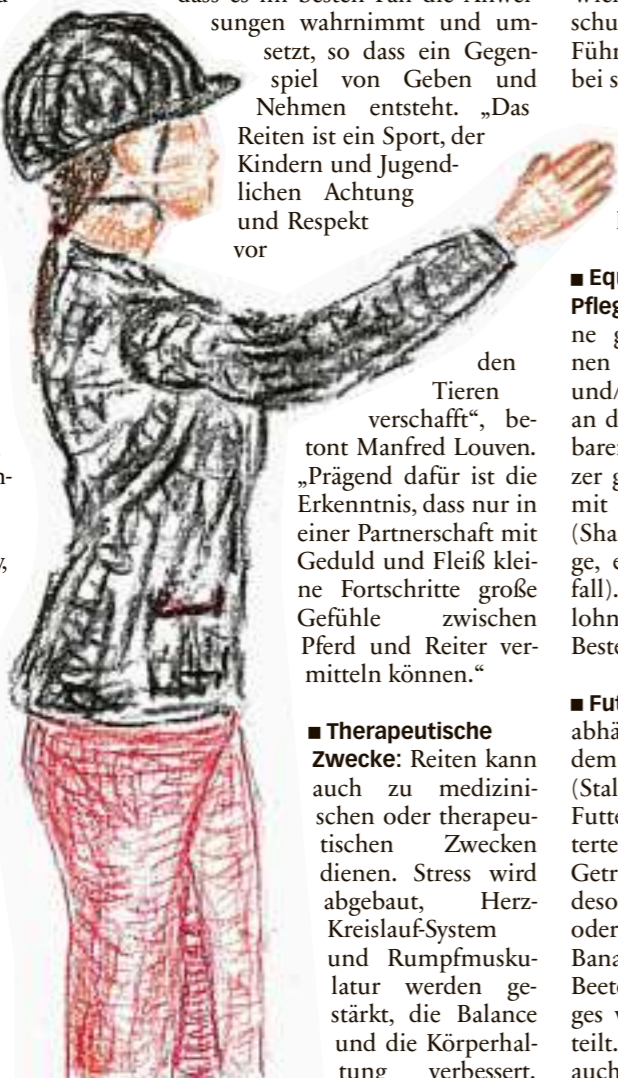 dass es im besten Fall die Anwei-
sungen wahrnimmt und um-
setzt, so dass ein Gegen-
spiel von Geben und
Nehmen entsteht. „Das
Reiten ist ein Sport, der
Kindern und Jugend-
lichen Achtung
und Respekt
vor
den
Tieren
verschafft“, be-
tont Manfred Louven.
„Prägend dafür ist die
Erkenntnis, dass nur in
einer Partnerschaft mit
Geduld und Fleiß klei-
ne Fortschritte große
Gefühle zwischen
Pferd und Reiter ver-
mitteln können.“
■ Therapeutische
Zwecke: Reiten kann
auch zu medizini-
schen oder therapeu-
tischen Zwecken
dienen. Stress wird
abgebaut, Herz-
Kreislauf-System
und Rumpfmusku-
latur werden ge-
stärkt, die Balance
und die Körperhal-
tung verbessert.
schu
Führ
bei s
■ Equ
Pfleg
ne g
nen
und/
an d
barer
zer g
mit
(Sha
ge, e
fall).
lohn
Beste
■ Fut
abhä
dem
(Stal
Futte
terte
Getr
deso
oder
Bana
Beete
ges w
teilt.
auch